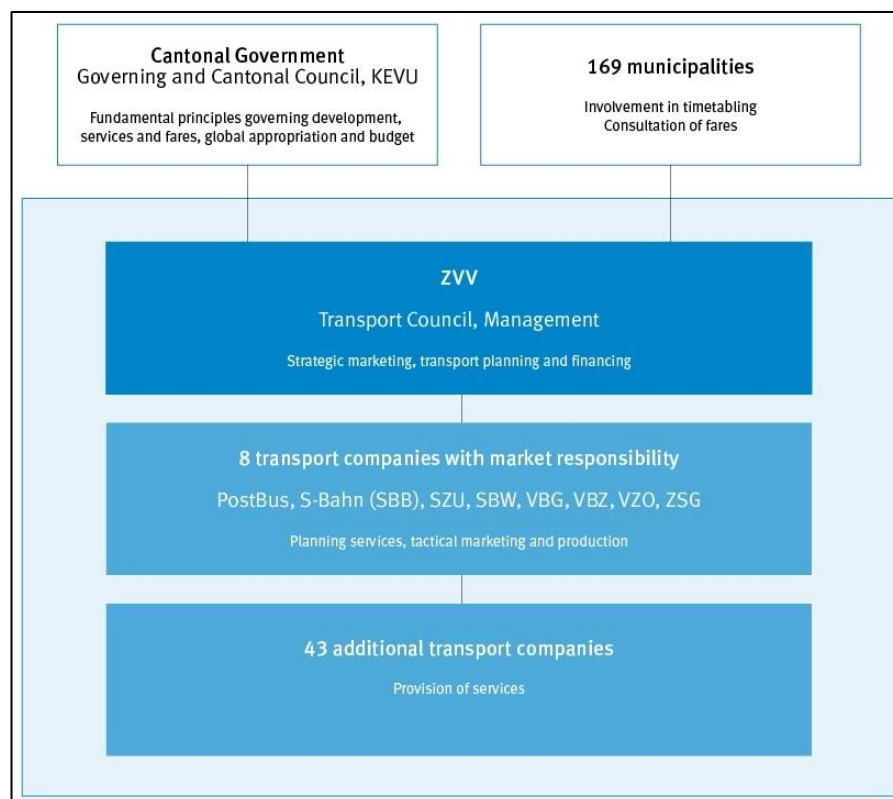 Cantonal Government
Governing and Cantonal Council, KEVU
Fundamental principles governing development,
services and fares, global appropriation and budget
169 municipalities
Involvement in timetabling
Consultation of fares
ZVV
Transport Council, Management
Strategic marketing, transport planning and financing
8 transport companies with market responsibility
PostBus, S-Bahn (SBB), SZU, SBW, VBG, VBZ, VZO, ZSG
Planning services, tactical marketing and production
43 additional transport companies
Provision of services